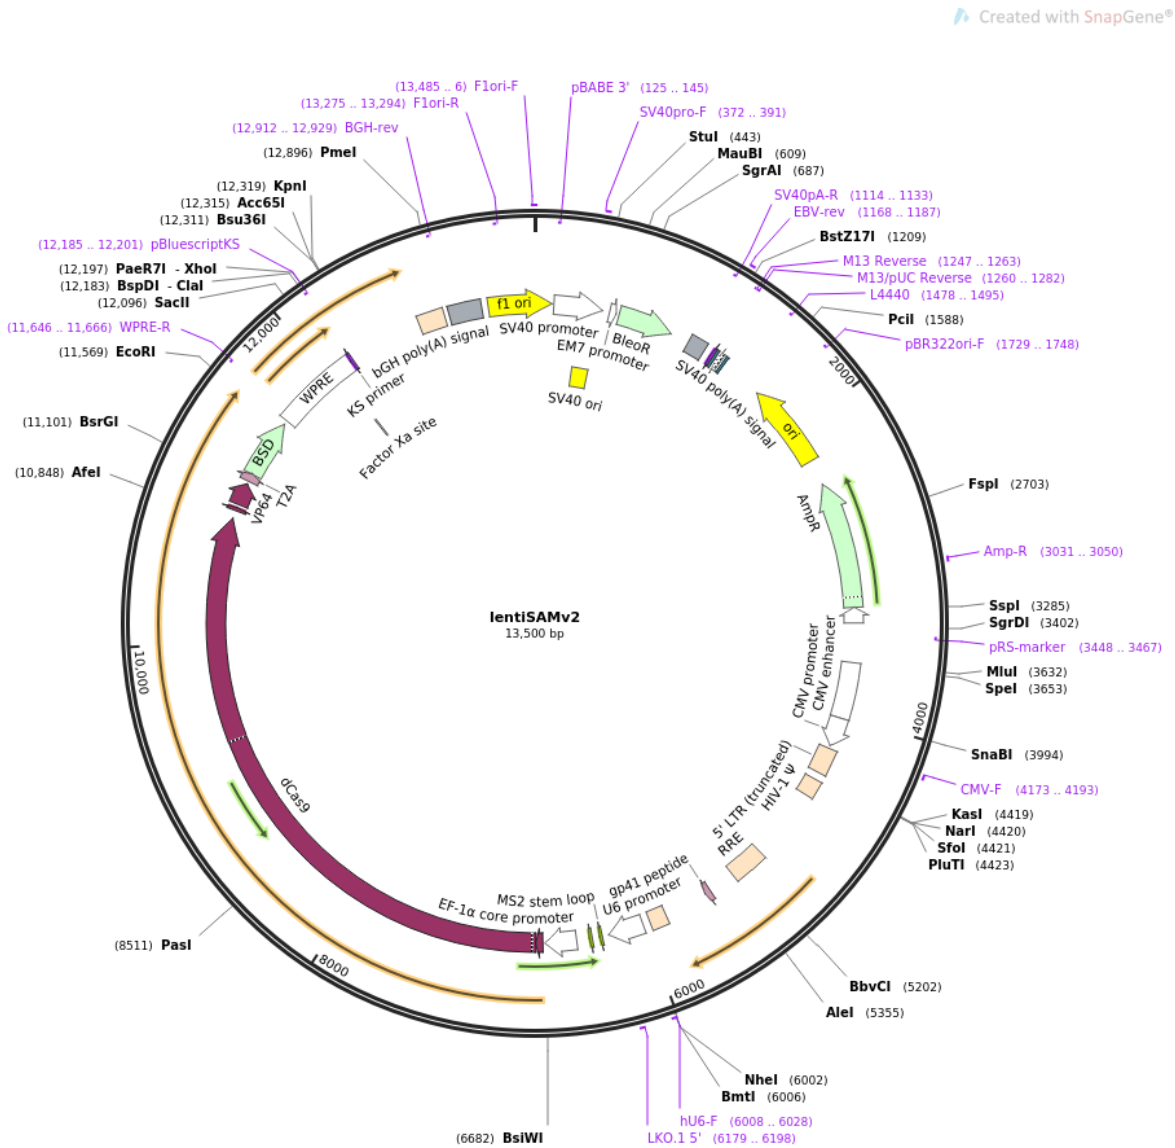 Created with SnapGene®
(13,485 .. 6) F1ori-F
(13,275 .. 13,294) F1ori-R
(12,912 .. 12,929) BGH-rev
(12,896) PmeI
(12,319) KpnI
(12,315) Acc65I
(12,311) Bsu36I
(12,185 .. 12,201) pBluescriptKS
(12,197) PaeR7I - XhoI
(12,183) BspDI - ClaI
(12,096) SacII
(11,646 .. 11,666) WPRE-R
(11,569) EcoRI
(11,101) BsrGI
(10,848) AfeI
(8511) PasI
(6682) BsiWI
pBABE 3' (125 .. 145)
SV40pro-F (372 .. 391)
StuI (443)
MauBI (609)
SgrAI (687)
SV40pA-R (1114 .. 1133)
EBV-rev (1168 .. 1187)
BstZ17I (1209)
M13 Reverse (1247 .. 1263)
M13/pUC Reverse (1260 .. 1282)
L4440 (1478 .. 1495)
PciI (1588)
pBR322ori-F (1729 .. 1748)
FspI (2703)
Amp-R (3031 .. 3050)
SspI (3285)
SgrDI (3402)
pRS-marker (3448 .. 3467)
MluI (3632)
SpeI (3653)
SnaBI (3994)
CMV-F (4173 .. 4193)
KasI (4419)
NarI (4420)
SfoI (4421)
PluTI (4423)
BbvCI (5202)
AleI (5355)
NheI (6002)
BmtI (6006)
hU6-F (6008 .. 6028)
LKO.1 5' (6179 .. 6198)
2000
4000
6000
8000
10,000
12,000
f1 ori
SV40 promoter
EM7 promoter
BleoR
SV40 ori
SV40 poly(A) signal
ori
AmpR
CMV promoter
CMV enhancer
5' LTR (truncated)
HIV-1 Ψ
RRE
gp41 peptide
U6 promoter
MS2 stem loop
EF-1α core promoter
dCas9
VP64
T2A
BSD
WPRE
KS primer
Factor Xa site
bGH poly(A) signal
lentiSAMv2
13,500 bp